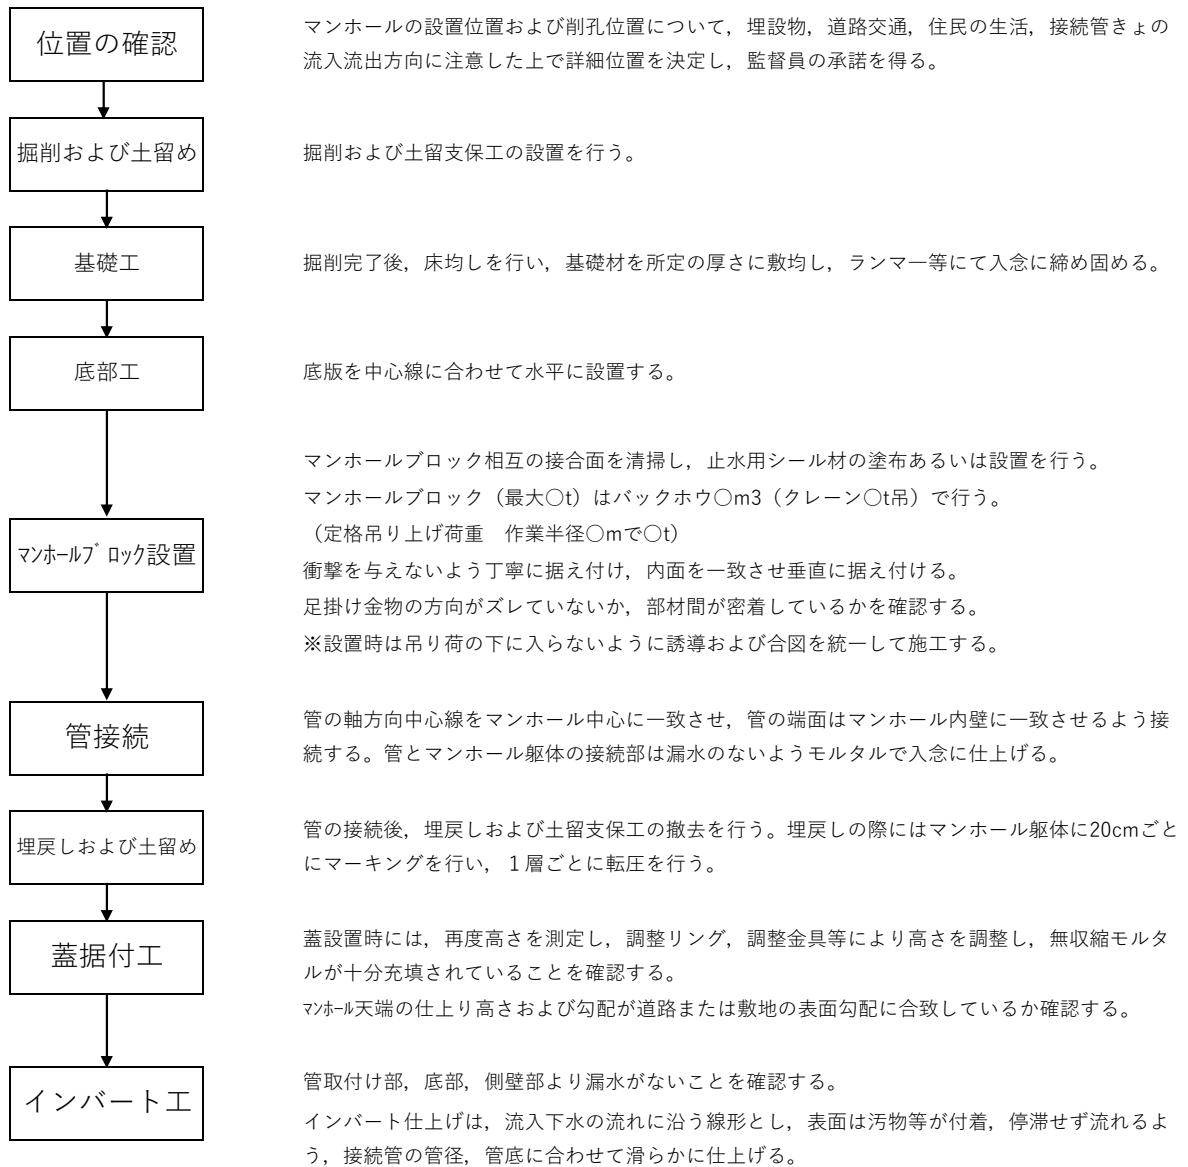 位置の確認
マンホールの設置位置および削孔位置について，埋設物，道路交通，住民の生活，接続管きょの
流入流出方向に注意した上で詳細位置を決定し，監督員の承諾を得る。
掘削および土留め
掘削および土留支保工の設置を行う。
基礎工
掘削完了後，床均しを行い，基礎材を所定の厚さに敷均し，ランマー等にて入念に締め固める。
底部工
底版を中心線に合わせて水平に設置する。
マンホールブロック相互の接合面を清掃し，止水用シール材の塗布あるいは設置を行う。
マンホールブロック（最大○t）はバックホウ○m3（クレーン○t吊）で行う。
（定格吊り上げ荷重　作業半径○mで○t）
ﾏﾝﾎｰﾙﾌﾞﾛｯｸ設置
衝撃を与えないよう丁寧に据え付け，内面を一致させ垂直に据え付ける。
足掛け金物の方向がズレていないか，部材間が密着しているかを確認する。
※設置時は吊り荷の下に入らないように誘導および合図を統一して施工する。
管接続
管の軸方向中心線をマンホール中心に一致させ，管の端面はマンホール内壁に一致させるよう接
続する。管とマンホール躯体の接続部は漏水のないようモルタルで入念に仕上げる。
埋戻しおよび土留め
管の接続後，埋戻しおよび土留支保工の撤去を行う。埋戻しの際にはマンホール躯体に20cmごと
にマーキングを行い，１層ごとに転圧を行う。
蓋据付工
蓋設置時には，再度高さを測定し，調整リング，調整金具等により高さを調整し，無収縮モルタ
ルが十分充填されていることを確認する。
ﾏﾝﾎｰﾙ天端の仕上り高さおよび勾配が道路または敷地の表面勾配に合致しているか確認する。
インバート工
管取付け部，底部，側壁部より漏水がないことを確認する。
インバート仕上げは，流入下水の流れに沿う線形とし，表面は汚物等が付着，停滞せず流れるよ
う，接続管の管径，管底に合わせて滑らかに仕上げる。